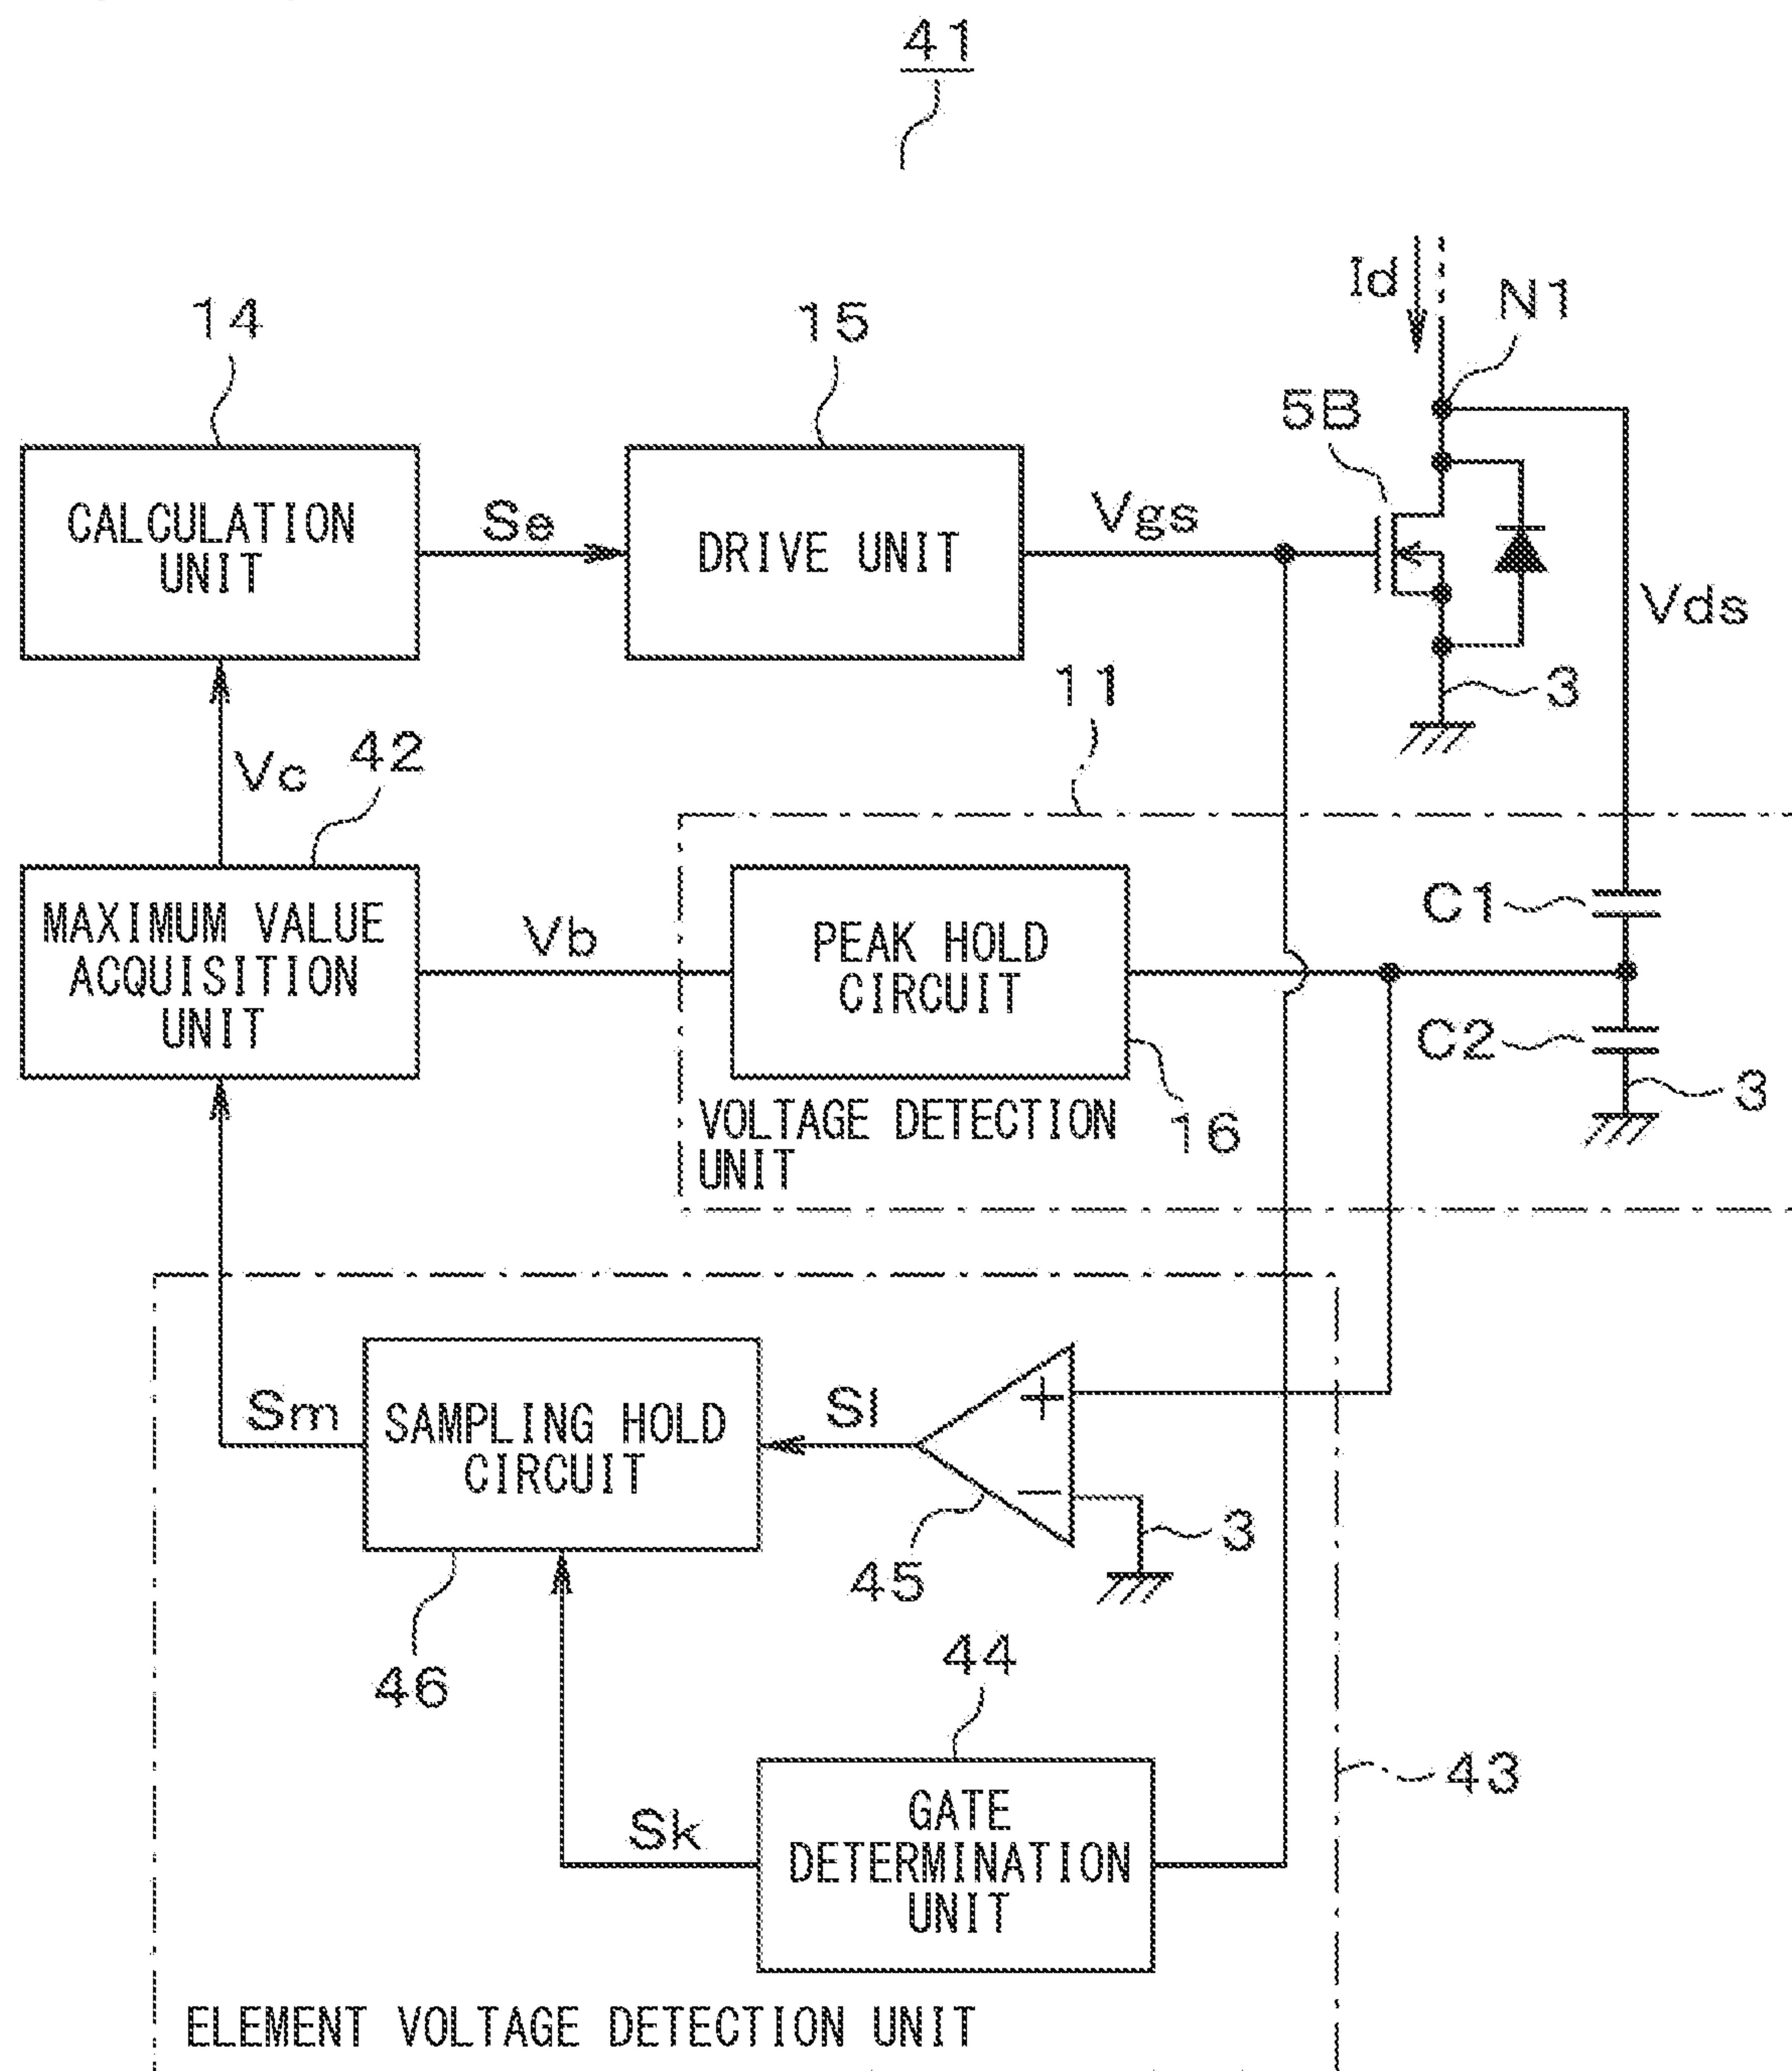 41
Id
N1
14
15
5B
CALCULATION
UNIT
Se
DRIVE UNIT
Vgs
Vds
3
11
Vc
42
MAXIMUM VALUE
ACQUISITION
UNIT
Vb
PEAK HOLD
CIRCUIT
C1
C2
3
16
VOLTAGE DETECTION
UNIT
Sm
SAMPLING HOLD
CIRCUIT
Sl
+
−
3
45
46
44
43
Sk
GATE
DETERMINATION
UNIT
ELEMENT VOLTAGE DETECTION UNIT